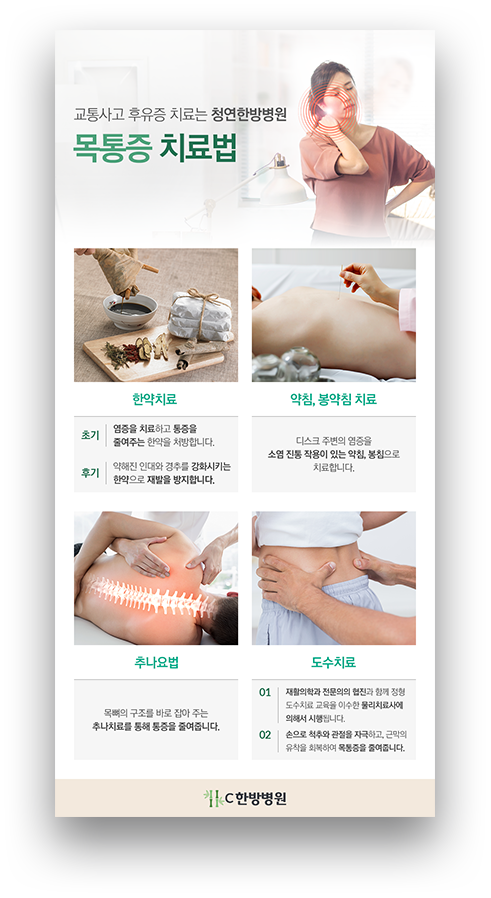 교통사고 후유증 치료는 청연한방병원
목통증 치료법
한약치료
초기
염증을 치료하고 통증을
줄여주는 한약을 처방합니다.
후기
약해진 인대와 경추를 강화시키는
한약으로 재발을 방지합니다.
약침, 봉약침 치료
디스크 주변의 염증을
소염 진통 작용이 있는 약침, 봉침으로
치료합니다.
추나요법
목뼈의 구조를 바로 잡아 주는
추나치료를 통해 통증을 줄여줍니다.
도수치료
01
재활의학과 전문의의 협진과 함께 정형
도수치료 교육을 이수한 물리치료사에
의해서 시행됩니다.
02
손으로 척추와 관절을 자극하고, 근막의
유착을 회복하여 목통증을 줄여줍니다.
C한방병원